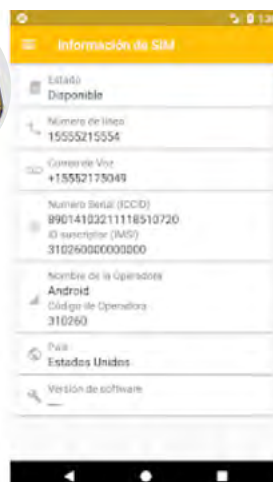 Información de SIM
Estado
Disponible
Número de línea
15555215554
Correo de Voz
+15552175049
Numero Serial (ICCID)
89014103211118510720
ID suscriptor (IMSI)
310260000000000
Nombre de la Operadora
Android
Código de Operadora
310260
País
Estados Unidos
Versión de software